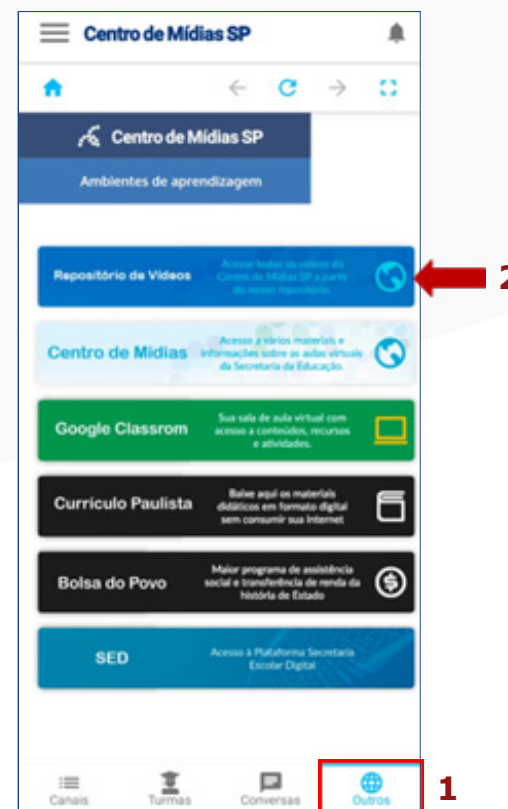 Centro de Mídias SP
Centro de Mídias SP
Ambientes de aprendizagem
Repositório de Vídeos
Acesse todos os vídeos do
Centro de Mídias SP a partir
do nosso repositório.
2
Centro de Mídias
Acesso a vários materiais e
informações sobre as aulas virtuais
da Secretaria da Educação.
Google Classrom
Sua sala de aula virtual com
acesso a conteúdos, recursos
e atividades.
Currículo Paulista
Baixe aqui os materiais
didáticos em formato digital
sem consumir sua internet
Bolsa do Povo
Maior programa de assistência
social e transferência de renda da
história de Estado
SED
Acesso à Plataforma Secretaria
Escolar Digital
Canais
Turmas
Conversas
Outros
1